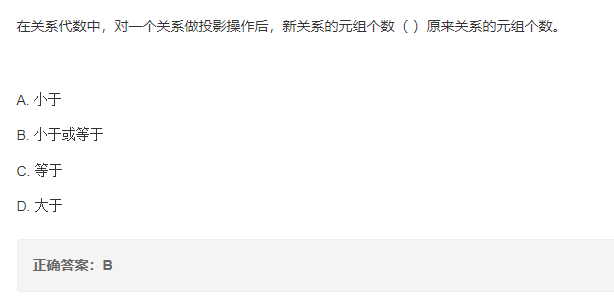 在关系代数中，对一个关系做投影操作后，新关系的元组个数（ ）原来关系的元组个数。
A. 小于
B. 小于或等于
C. 等于
D. 大于
正确答案：B